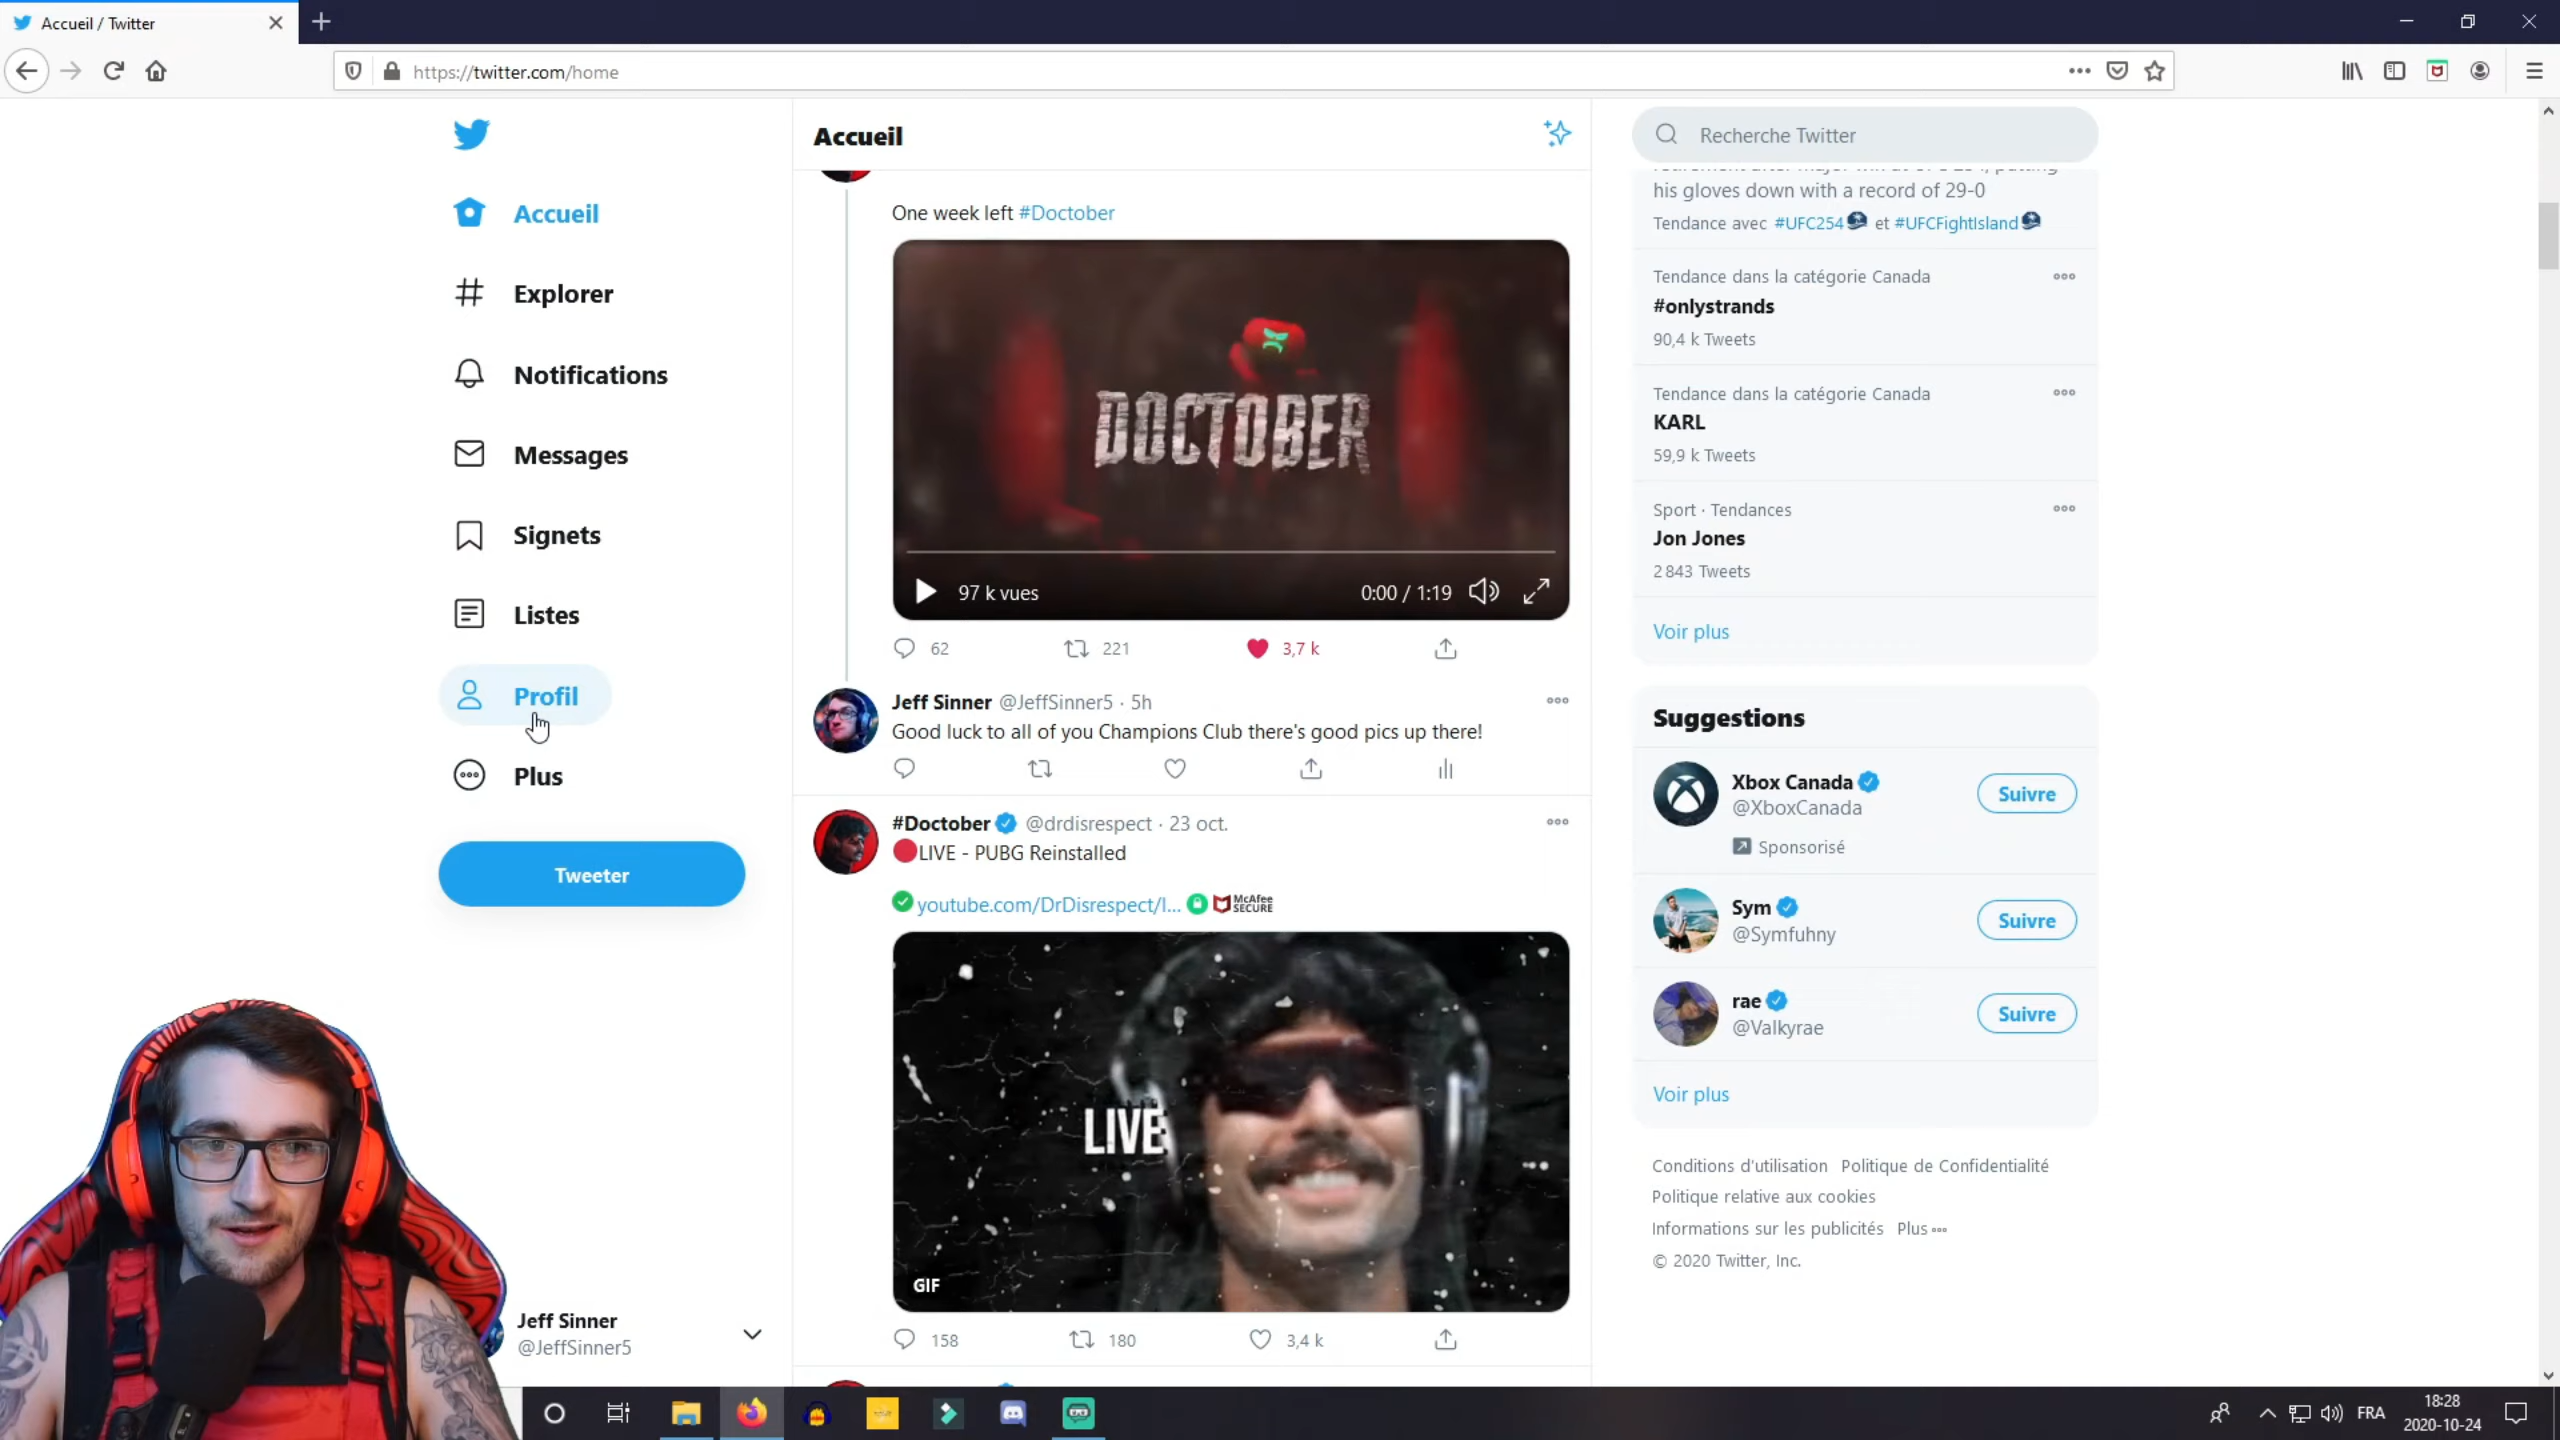 Accueil / Twitter
https://twitter.com/home
Accueil
Explorer
Notifications
Messages
Signets
Listes
Profil
Plus
Tweeter
Jeff Sinner
@JeffSinner5
Accueil
One week left #Doctober
DOCTOBER
97 k vues
0:00 / 1:19
62
221
3,7 k
Jeff Sinner @JeffSinner5 · 5h
Good luck to all of you Champions Club there's good pics up there!
#Doctober @drdisrespect · 23 oct.
LIVE - PUBG Reinstalled
youtube.com/DrDisrespect/l... McAfee SECURE
LIVE
GIF
158
180
3,4 k
Recherche Twitter
his gloves down with a record of 29-0
Tendance avec #UFC254 et #UFCFightIsland
Tendance dans la catégorie Canada
#onlystrands
90,4 k Tweets
Tendance dans la catégorie Canada
KARL
59,9 k Tweets
Sport · Tendances
Jon Jones
2 843 Tweets
Voir plus
Suggestions
Xbox Canada
@XboxCanada
Suivre
Sponsorisé
Sym
@Symfuhny
Suivre
rae
@Valkyrae
Suivre
Voir plus
Conditions d'utilisation Politique de Confidentialité
Politique relative aux cookies
Informations sur les publicités Plus
© 2020 Twitter, Inc.
FRA
18:28
2020-10-24